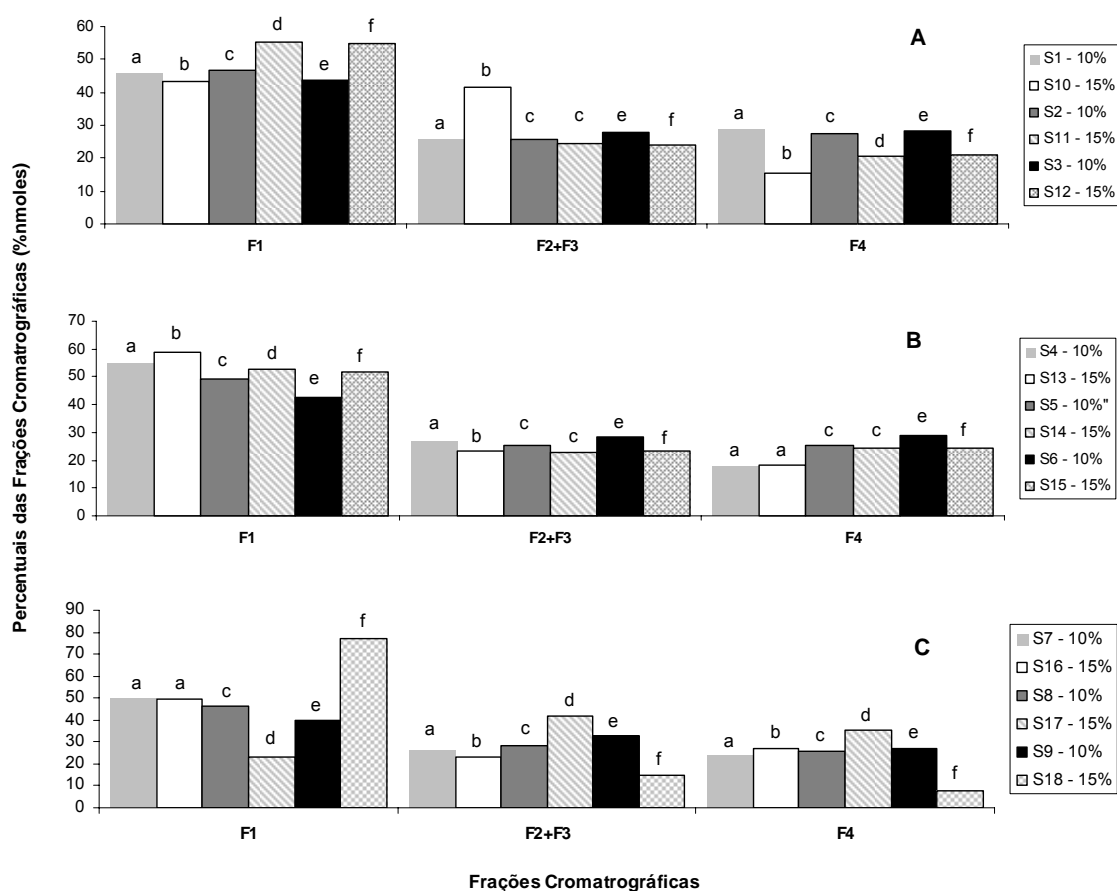 Percentuais das Frações Cromatrográficas (%nmoles)
A
60
50
40
30
20
10
0
a b c d e f
a b c c e f
a b c d e f
F1 F2+F3 F4
S1 - 10%
S10 - 15%
S2 - 10%
S11 - 15%
S3 - 10%
S12 - 15%
B
70
60
50
40
30
20
10
0
a b c d e f
a b c c e f
a a c c e f
F1 F2+F3 F4
S4 - 10%
S13 - 15%
S5 - 10%"
S14 - 15%
S6 - 10%
S15 - 15%
C
90
80
70
60
50
40
30
20
10
0
a a c d e f
a b c d e f
a b c d e f
F1 F2+F3 F4
S7 - 10%
S16 - 15%
S8 - 10%
S17 - 15%
S9 - 10%
S18 - 15%
Frações Cromatrográficas